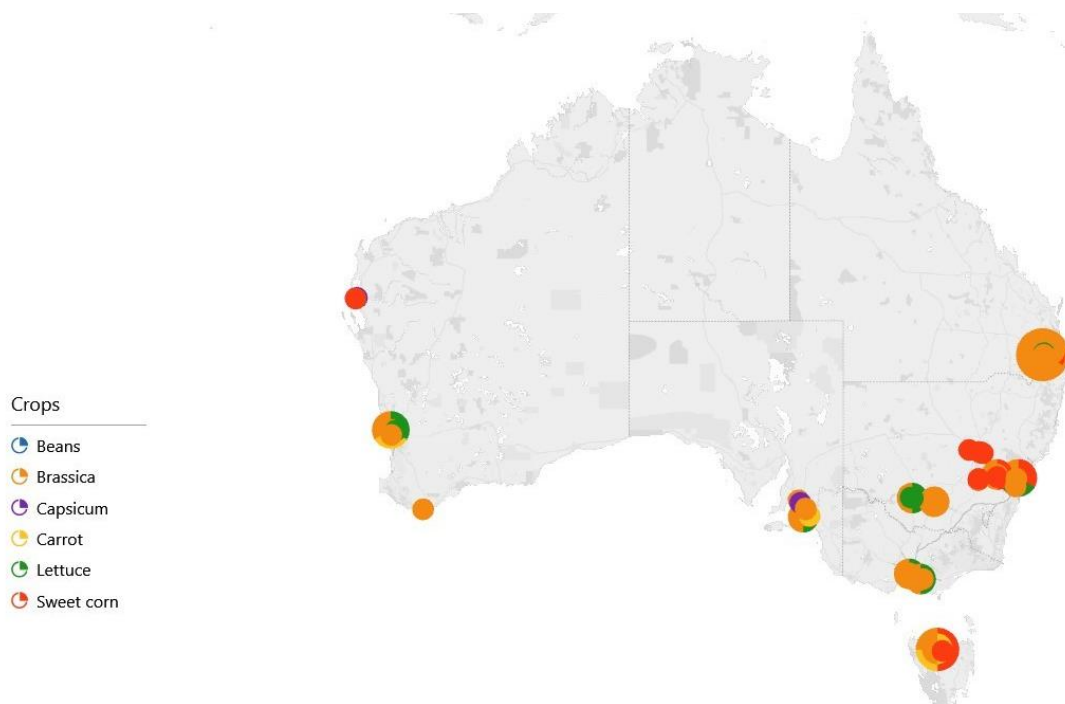 Crops
Beans
Brassica
Capsicum
Carrot
Lettuce
Sweet corn